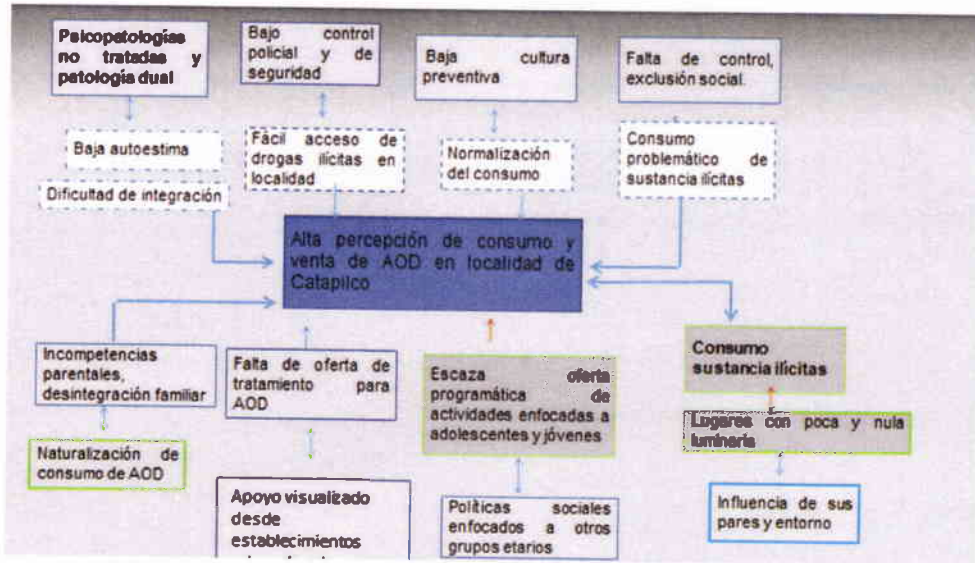 Psicopatologías
no tratadas y
patología dual
Bajo control
policial y de
seguridad
Baja cultura
preventiva
Falta de control,
exclusión social.
Baja autoestima
Dificultad de integración
Fácil acceso de
drogas ilícitas en
localidad
Normalización
del consumo
Consumo
problemático de
sustancia ilícitas
Alta percepción de consumo y
venta de AOD en localidad de
Catapilco
Incompetencias
parentales,
desintegración familiar
Falta de oferta de
tratamiento para
AOD
Escaza oferta
programática de
actividades enfocadas a
adolescentes y jóvenes
Consumo
sustancia ilícitas
Lugares con poca y nula
luminaria
Naturalización de
consumo de AOD
Apoyo visualizado
desde
establecimientos
Políticas sociales
enfocados a otros
grupos etarios
Influencia de sus
pares y entorno